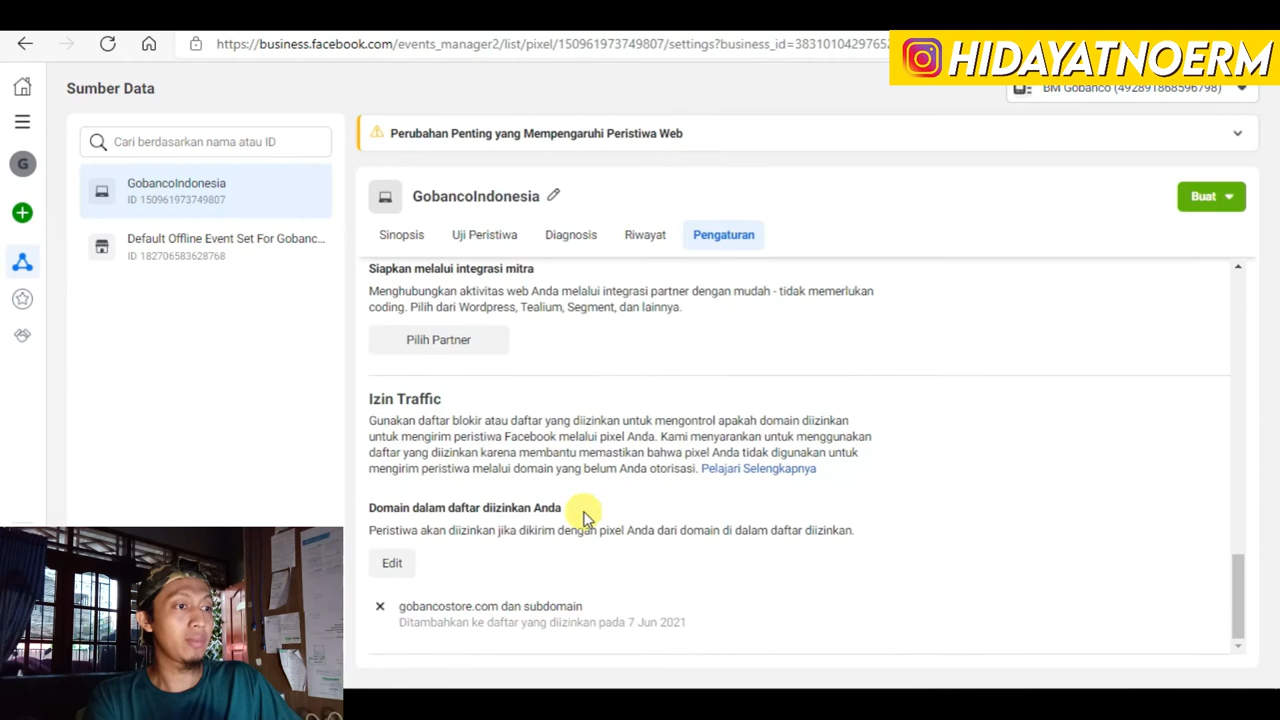 https://business.facebook.com/events_manager2/list/pixel/150961973749807/settings?business_id=38310104297652
HIDAYATNOERM
Sumber Data
BM Gobanco (492891868596798)
Cari berdasarkan nama atau ID
Perubahan Penting yang Mempengaruhi Peristiwa Web
G
GobancoIndonesia
ID 150961973749807
GobancoIndonesia
Buat
Default Offline Event Set For Gobanc...
ID 182706583628768
Sinopsis
Uji Peristiwa
Diagnosis
Riwayat
Pengaturan
Siapkan melalui integrasi mitra
Menghubungkan aktivitas web Anda melalui integrasi partner dengan mudah - tidak memerlukan
coding. Pilih dari Wordpress, Tealium, Segment, dan lainnya.
Pilih Partner
Izin Traffic
Gunakan daftar blokir atau daftar yang diizinkan untuk mengontrol apakah domain diizinkan
untuk mengirim peristiwa Facebook melalui pixel Anda. Kami menyarankan untuk menggunakan
daftar yang diizinkan karena membantu memastikan bahwa pixel Anda tidak digunakan untuk
mengirim peristiwa melalui domain yang belum Anda otorisasi. Pelajari Selengkapnya
Domain dalam daftar diizinkan Anda
Peristiwa akan diizinkan jika dikirim dengan pixel Anda dari domain di dalam daftar diizinkan.
Edit
gobancostore.com dan subdomain
Ditambahkan ke daftar yang diizinkan pada 7 Jun 2021